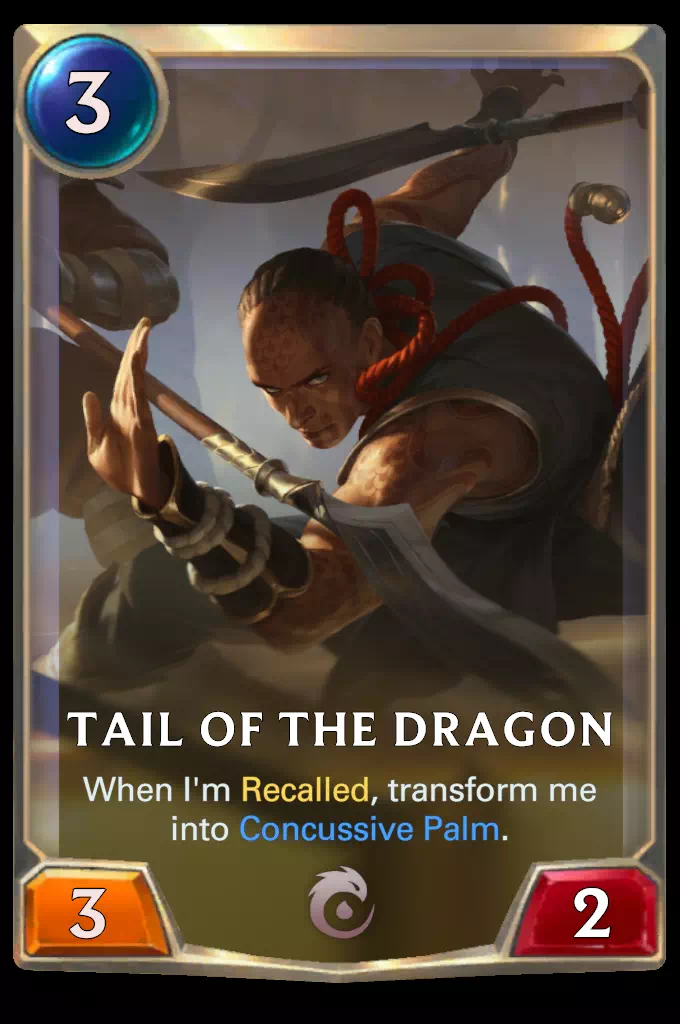 3
TAIL OF THE DRAGON
When I'm Recalled, transform me
into Concussive Palm.
3
2